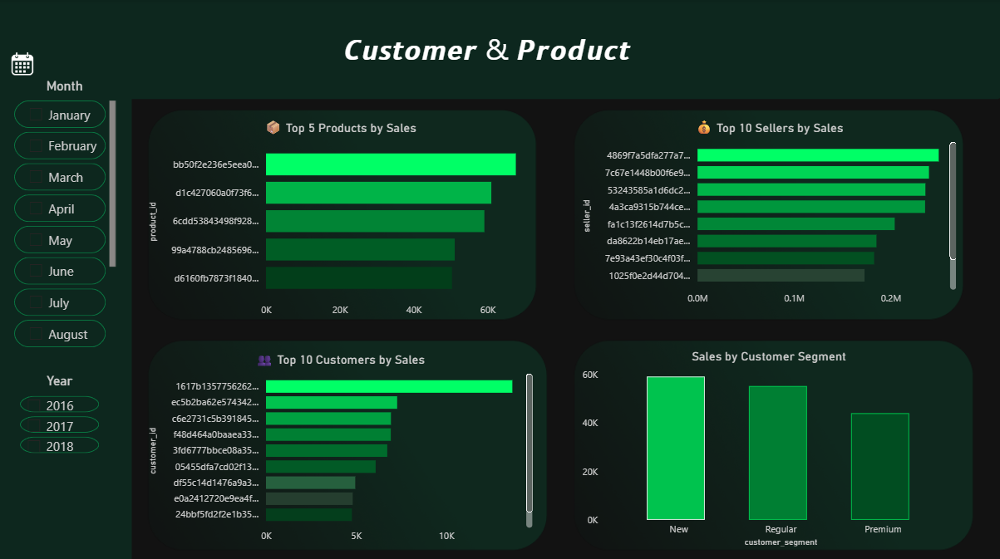 Customer & Product
Month
January
February
March
April
May
June
July
August
Year
2016
2017
2018
Top 5 Products by Sales
product_id
bb50f2e236e5eea0...
d1c427060a0f73f6...
6cdd53843498f928...
99a4788cb2485696...
d6160fb7873f1840...
0K 20K 40K 60K
Top 10 Sellers by Sales
seller_id
4869f7a5dfa277a7...
7c67e1448b00f6e9...
53243585a1d6dc2...
4a3ca9315b744ce...
fa1c13f2614d7b5c...
da8622b14eb17ae...
7e93a43ef30c4f03f...
1025f0e2d44d704...
0.0M 0.1M 0.2M
Top 10 Customers by Sales
customer_id
1617b1357756262...
ec5b2ba62e574342...
c6e2731c5b391845...
f48d464a0baaea33...
3fd6777bbce08a35...
05455dfa7cd02f13...
df55c14d1476a9a3...
e0a2412720e9ea4f...
24bbf5fd2f2e1b35...
0K 5K 10K
Sales by Customer Segment
60K
40K
20K
0K
New Regular Premium
customer_segment